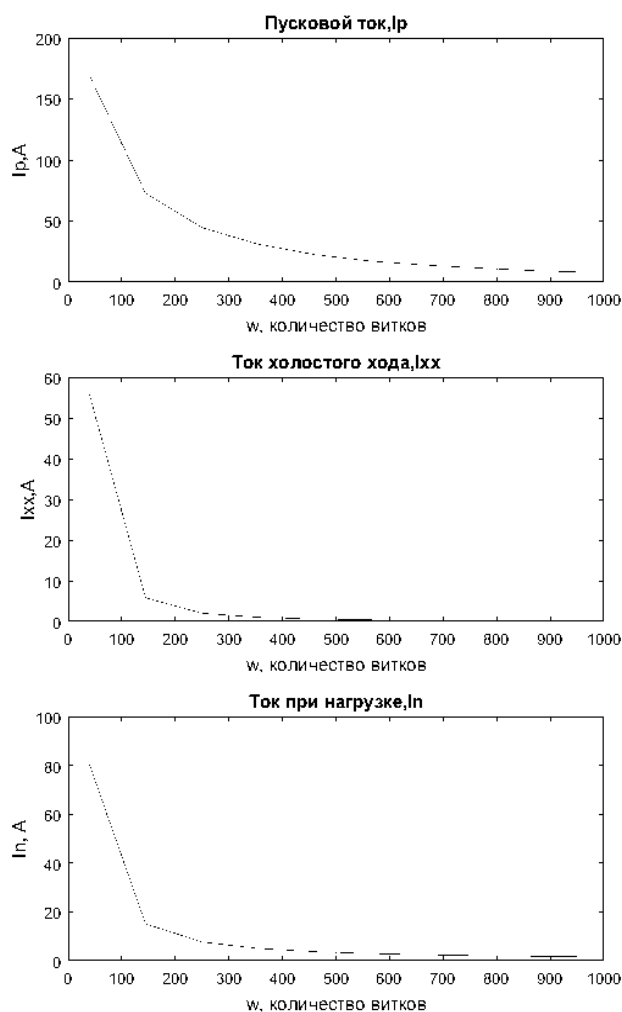 Пусковой ток,Ip
200
150
100
50
0
Ip,A
0 100 200 300 400 500 600 700 800 900 1000
w, количество витков
Ток холостого хода,Ixx
60
50
40
30
20
10
0
Ixx,A
0 100 200 300 400 500 600 700 800 900 1000
w, количество витков
Ток при нагрузке,In
100
80
60
40
20
0
In, A
0 100 200 300 400 500 600 700 800 900 1000
w, количество витков